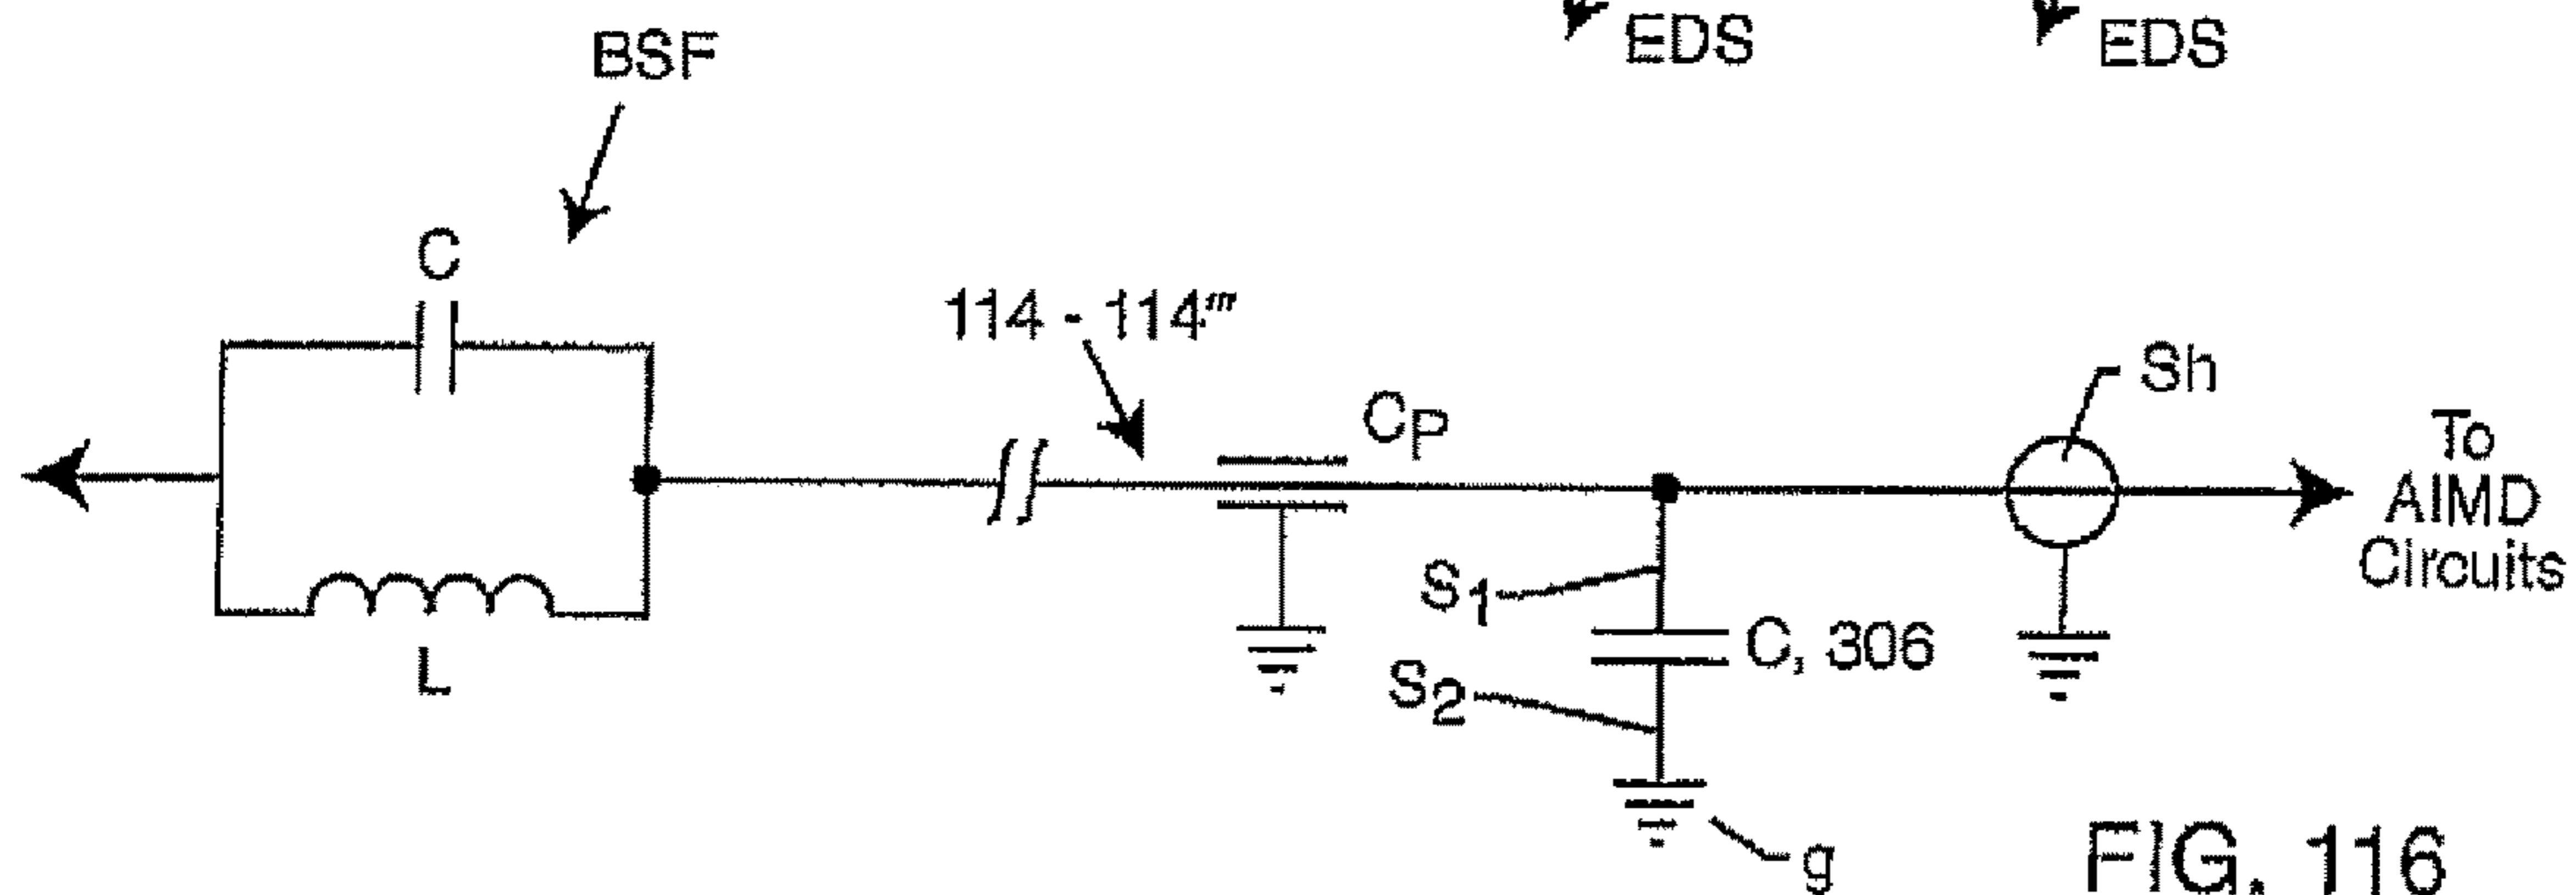 EDS
EDS
BSF
C
L
114 - 114‴
CP
S1
S2
C, 306
g
Sh
To
AIMD
Circuits
FIG. 116